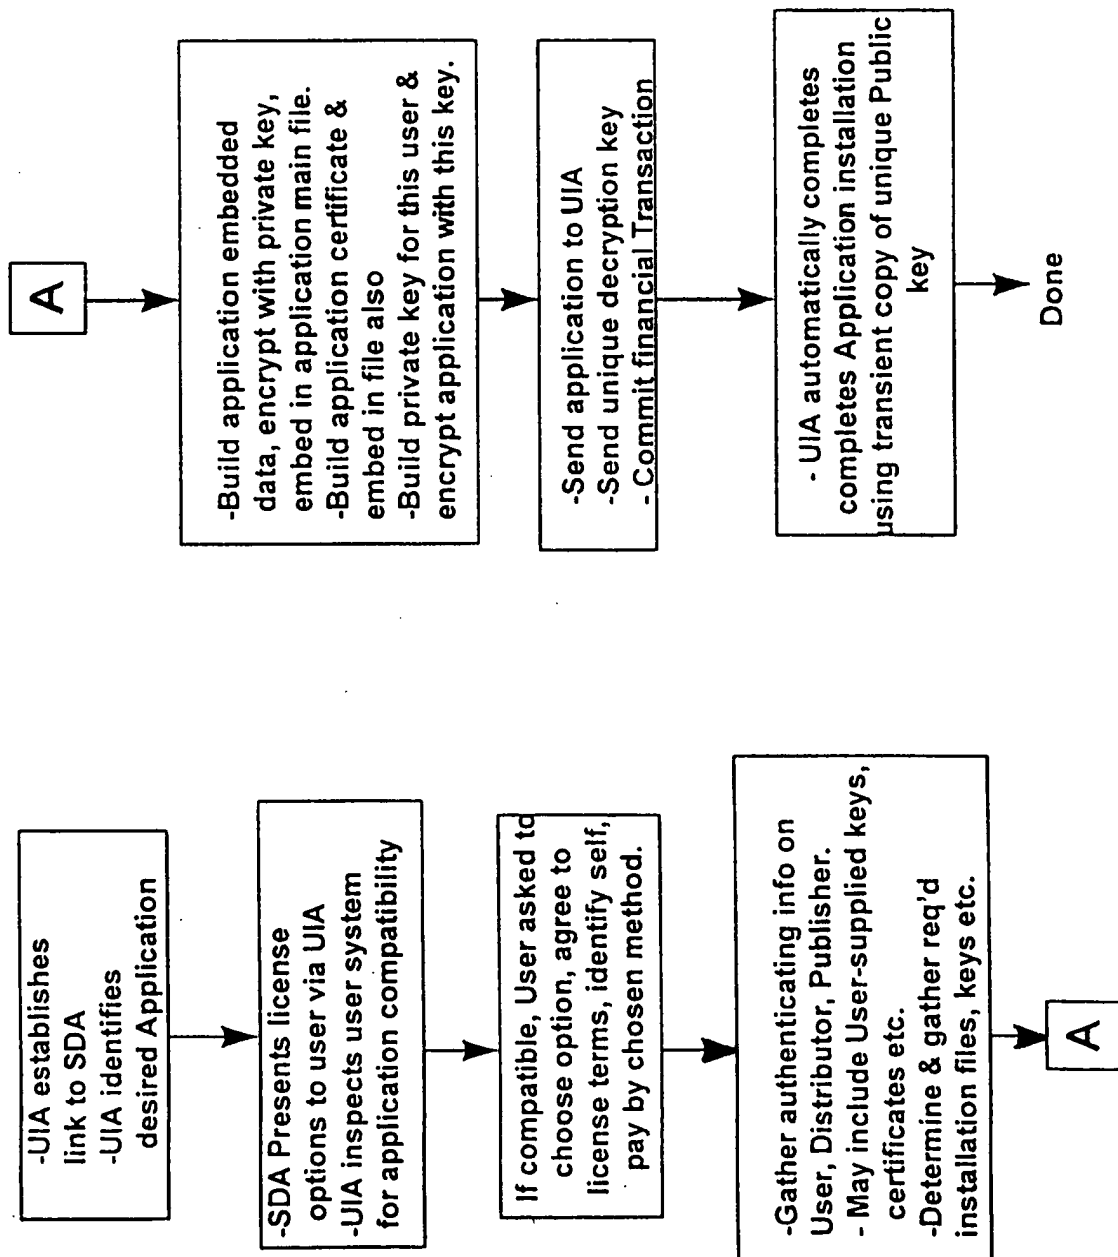 -UIA establishes
link to SDA
-UIA identifies
desired Application
-SDA Presents license
options to user via UIA
-UIA inspects user system
for application compatibility
If compatible, User asked to
choose option, agree to
license terms, identify self,
pay by chosen method.
-Gather authenticating info on
User, Distributor, Publisher.
- May include User-supplied keys,
certificates etc.
-Determine & gather req'd
installation files, keys etc.
A
A
-Build application embedded
data, encrypt with private key,
embed in application main file.
-Build application certificate &
embed in file also
-Build private key for this user &
encrypt application with this key.
-Send application to UIA
-Send unique decryption key
- Commit financial Transaction
- UIA automatically completes
completes Application installation
using transient copy of unique Public
key
Done